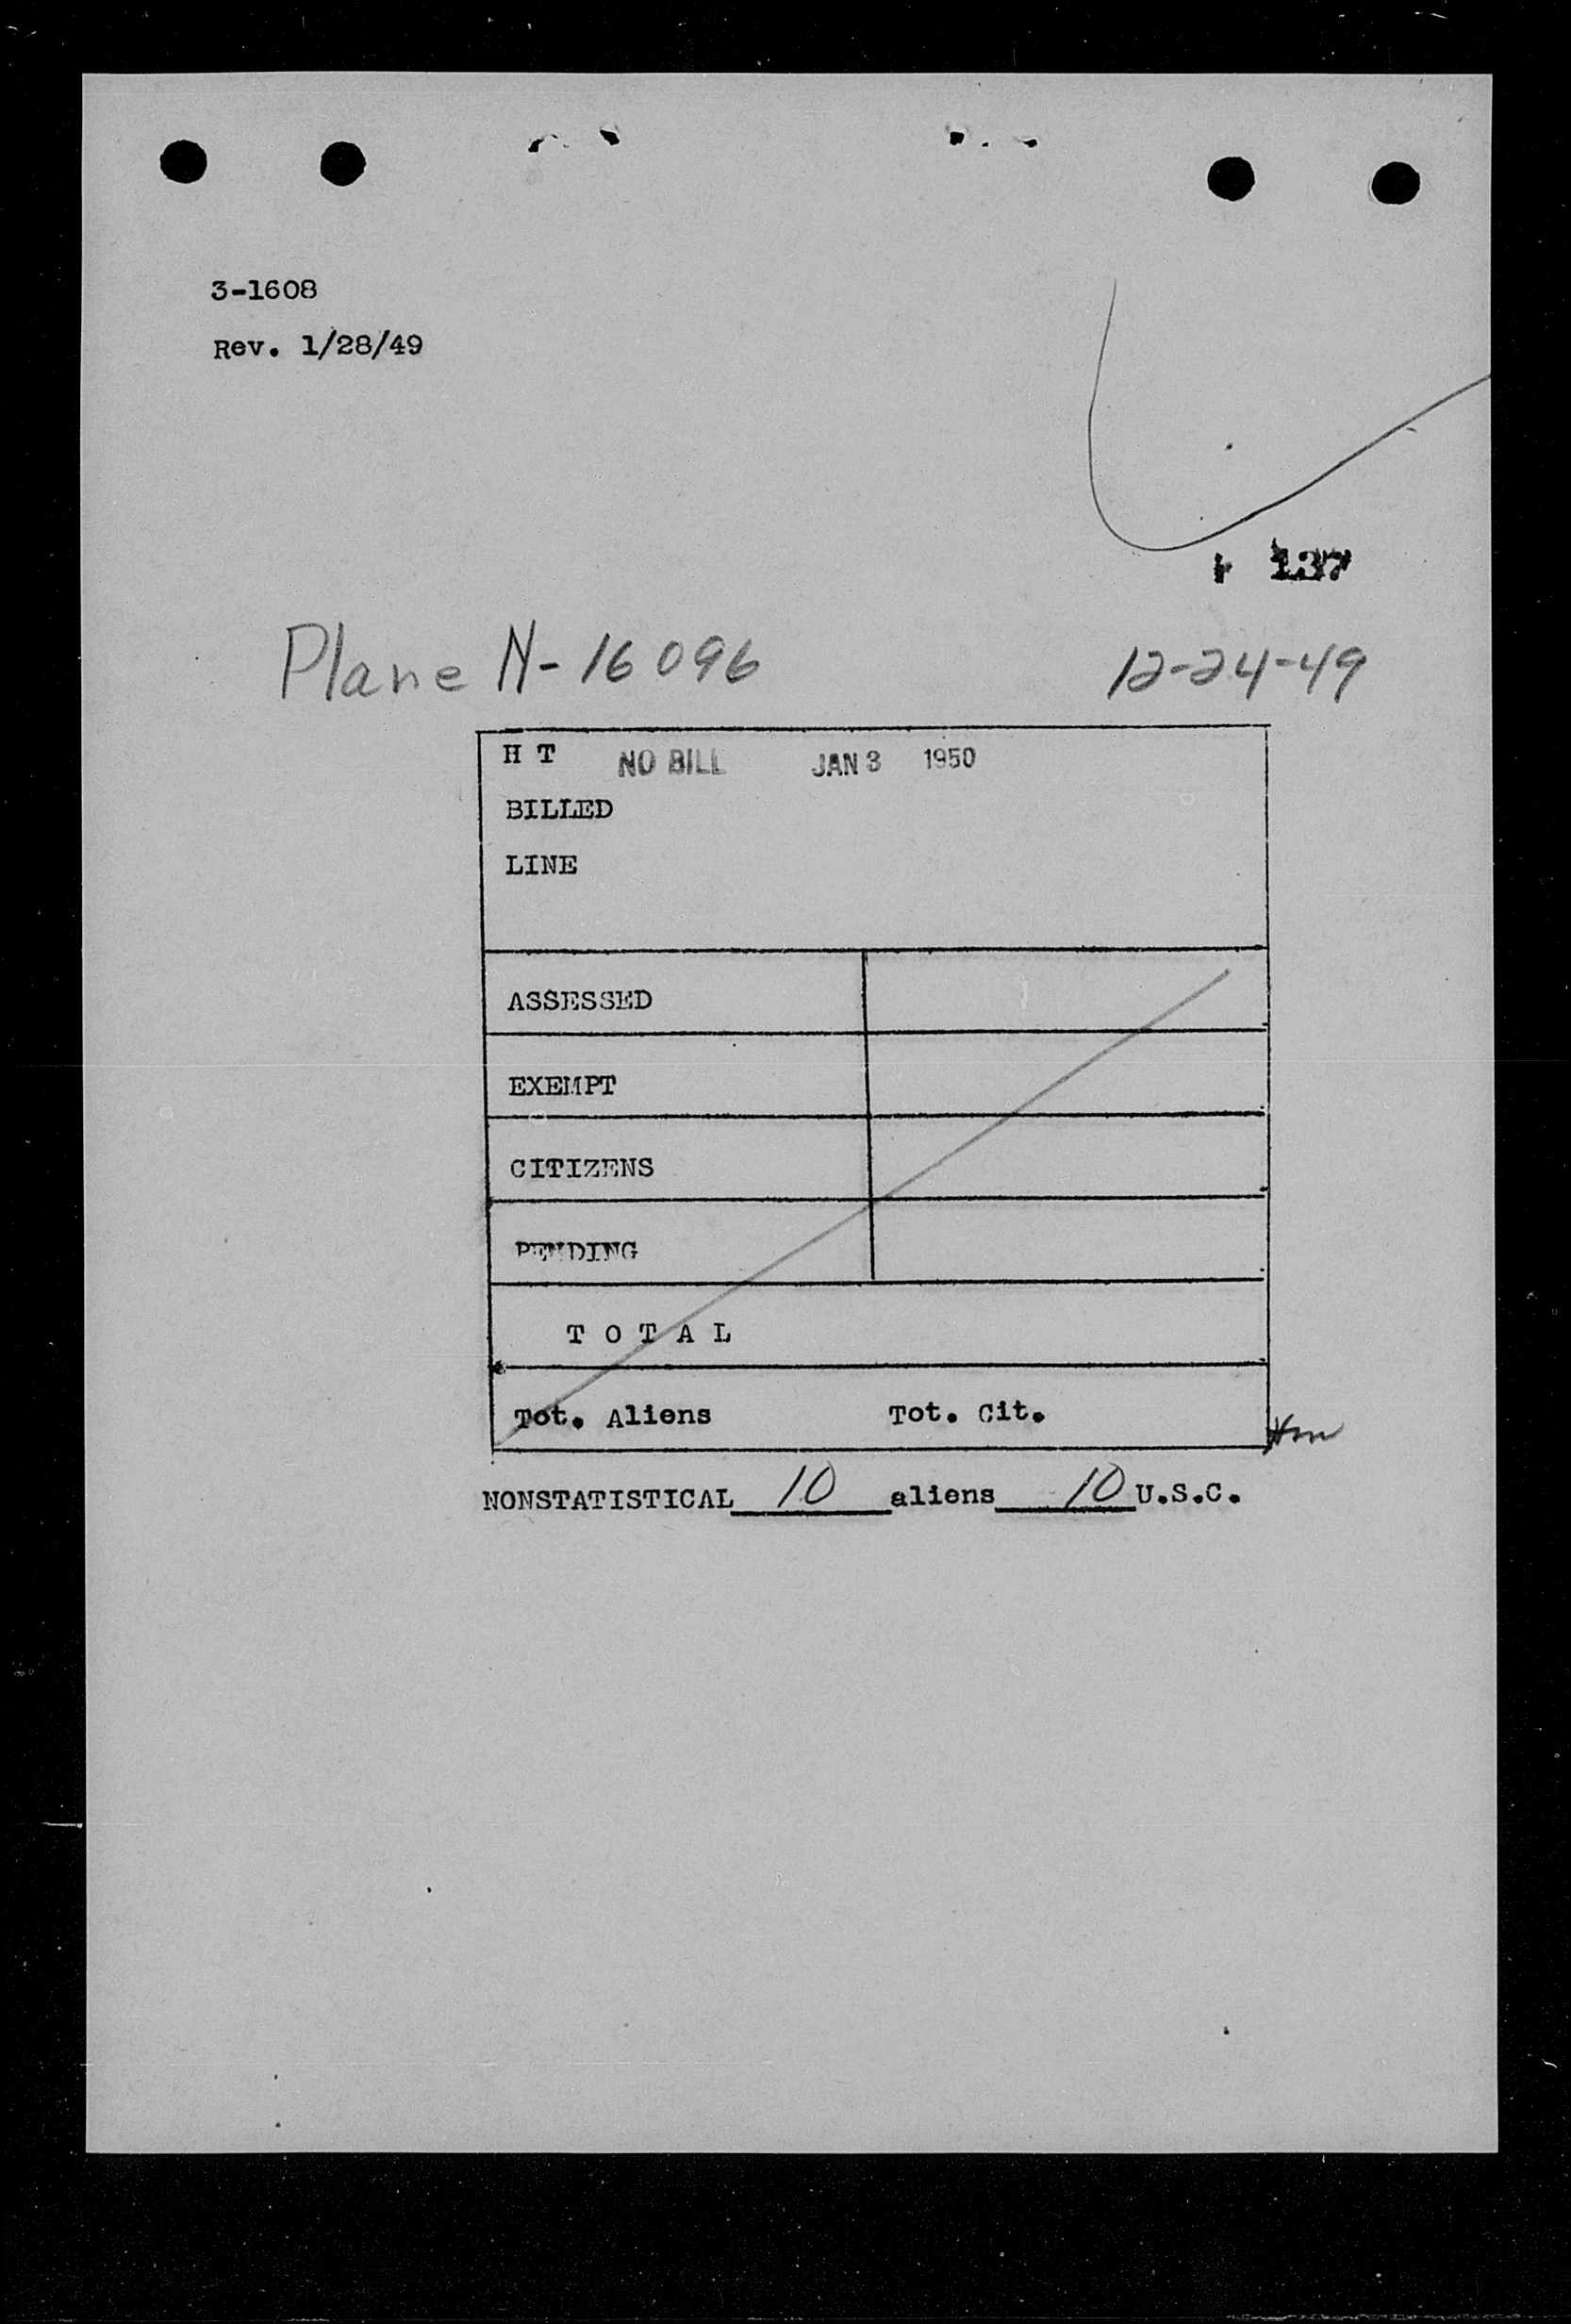 3-1608
Rev. 1/28/49
137
Plane N-16096 12-24-49
H T NO BILL JAN 3 1950
BILLED
LINE
ASSESSED
EXEMPT
CITIZENS
PENDING
T O T A L
Tot. Aliens Tot. Cit.
NONSTATISTICAL 10 aliens 10 U.S.C.